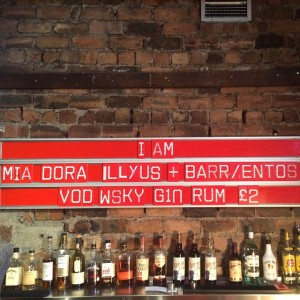 I AM
MIA DORA ILLYUS + BARR/ENTOS
VOD WSKY GIN RUM £2